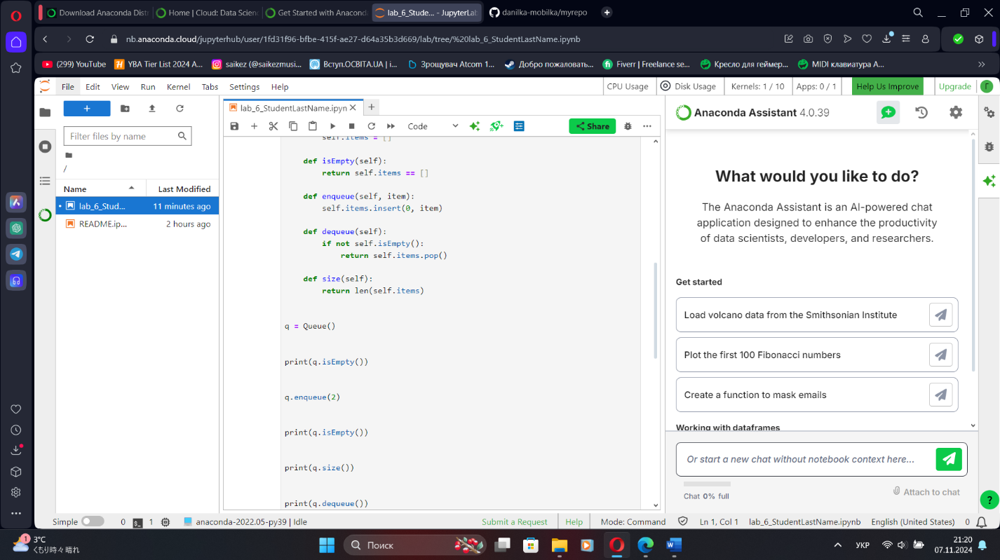 Download Anaconda Dist
Home | Cloud: Data Scien
Get Started with Anaconda
lab_6_Stude... - JupyterLab
danilka-mobilka/myrepo
nb.anaconda.cloud/jupyterhub/user/1fd31f96-bfbe-415f-ae27-d64a35b3d669/lab/tree/%20lab_6_StudentLastName.ipynb
(299) YouTube
YBA Tier List 2024 A...
saikez (@saikezmusi...
Вступ.ОСВІТА.UA | і...
Зрощувач Atcom 1...
Добро пожаловать...
Fiverr | Freelance se...
Кресло для геймер...
MIDI клавиатура A...
File Edit View Run Kernel Tabs Settings Help
CPU Usage
Disk Usage
Kernels: 1 / 10
Apps: 0 / 1
Help Us Improve
Upgrade
Г
Filter files by name
/
Name Last Modified
lab_6_Stud... 11 minutes ago
README.ip... 2 hours ago
lab_6_StudentLastName.ipyn
Code
Share
self.items = []
def isEmpty(self):
return self.items == []
def enqueue(self, item):
self.items.insert(0, item)
def dequeue(self):
if not self.isEmpty():
return self.items.pop()
def size(self):
return len(self.items)
q = Queue()
print(q.isEmpty())
q.enqueue(2)
print(q.isEmpty())
print(q.size())
print(q.dequeue())
Anaconda Assistant 4.0.39
What would you like to do?
The Anaconda Assistant is an AI-powered chat
application designed to enhance the productivity
of data scientists, developers, and researchers.
Get started
Load volcano data from the Smithsonian Institute
Plot the first 100 Fibonacci numbers
Create a function to mask emails
Working with dataframes
Or start a new chat without notebook context here...
Chat 0% full
Attach to chat
?
Simple 0 1 anaconda-2022.05-py39 | Idle
Submit a Request Help Mode: Command Ln 1, Col 1 lab_6_StudentLastName.ipynb English (United States) 0
1
3°C
くもり時々晴れ
Поиск
УКР
21:20
07.11.2024